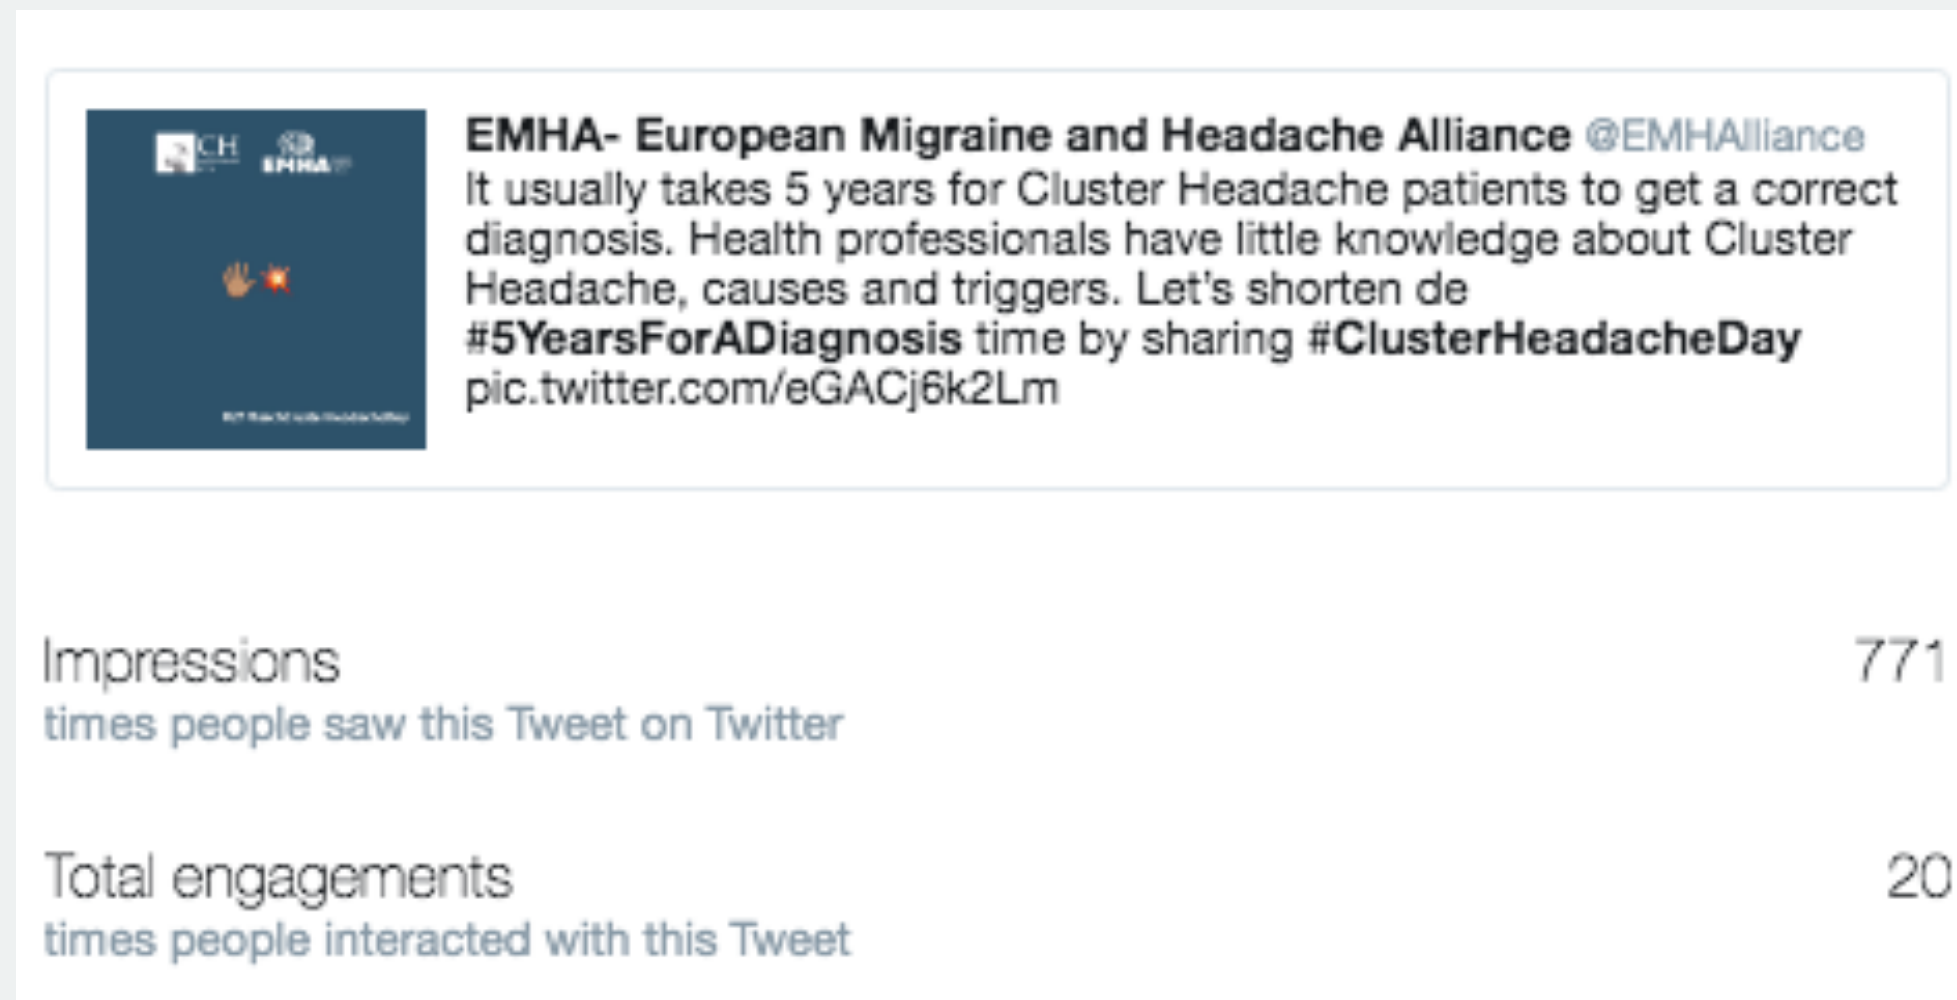 CH
EMHA
EMHA- European Migraine and Headache Alliance @EMHAlliance
It usually takes 5 years for Cluster Headache patients to get a correct
diagnosis. Health professionals have little knowledge about Cluster
Headache, causes and triggers. Let's shorten de
#5YearsForADiagnosis time by sharing #ClusterHeadacheDay
pic.twitter.com/eGACj6k2Lm
Impressions 771
times people saw this Tweet on Twitter
Total engagements 20
times people interacted with this Tweet